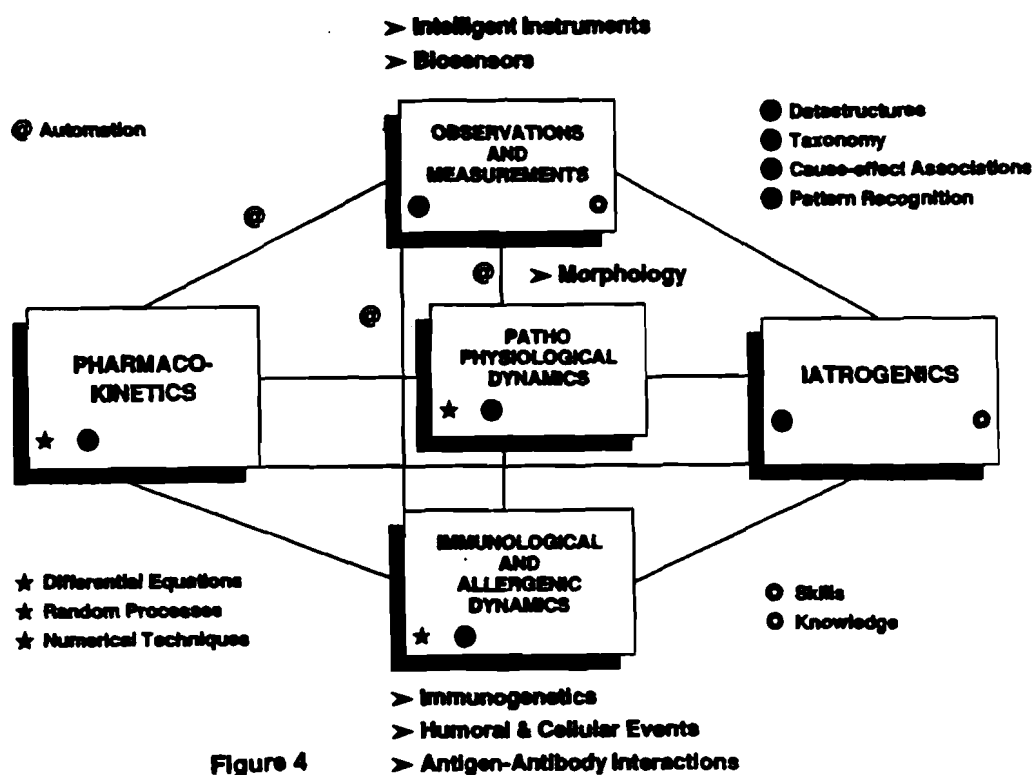 ➢ Intelligent Instruments
➢ Biosensors
@ Automation
OBSERVATIONS
AND
MEASUREMENTS
● Datastructures
● Taxonomy
● Cause-effect Associations
● Pattern Recognition
@
@
➢ Morphology
@
PHARMACO-
KINETICS
PATHO
PHYSIOLOGICAL
DYNAMICS
IATROGENICS
IMMUNOLOGICAL
AND
ALLERGENIC
DYNAMICS
★ Differential Equations
★ Random Processes
★ Numerical Techniques
○ Skills
○ Knowledge
➢ Immunogenetics
➢ Humoral & Cellular Events
➢ Antigen-Antibody Interactions
Figure 4